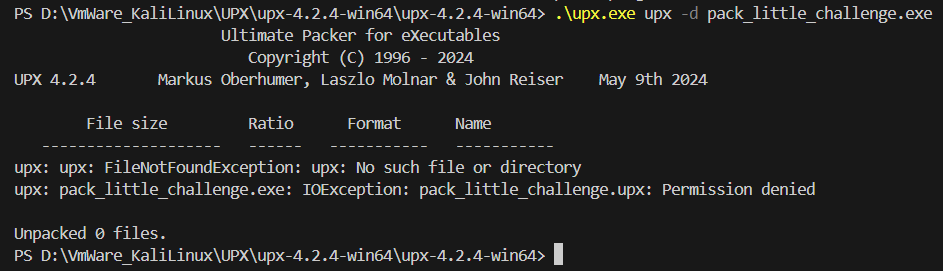 PS D:\VmWare_KaliLinux\UPX\upx-4.2.4-win64\upx-4.2.4-win64> .\upx.exe upx -d pack_little_challenge.exe
Ultimate Packer for eXecutables
Copyright (C) 1996 - 2024
UPX 4.2.4 Markus Oberhumer, Laszlo Molnar & John Reiser May 9th 2024
File size Ratio Format Name
-------------------- ------ ----------- -----------
upx: upx: FileNotFoundException: upx: No such file or directory
upx: pack_little_challenge.exe: IOException: pack_little_challenge.upx: Permission denied
Unpacked 0 files.
PS D:\VmWare_KaliLinux\UPX\upx-4.2.4-win64\upx-4.2.4-win64>